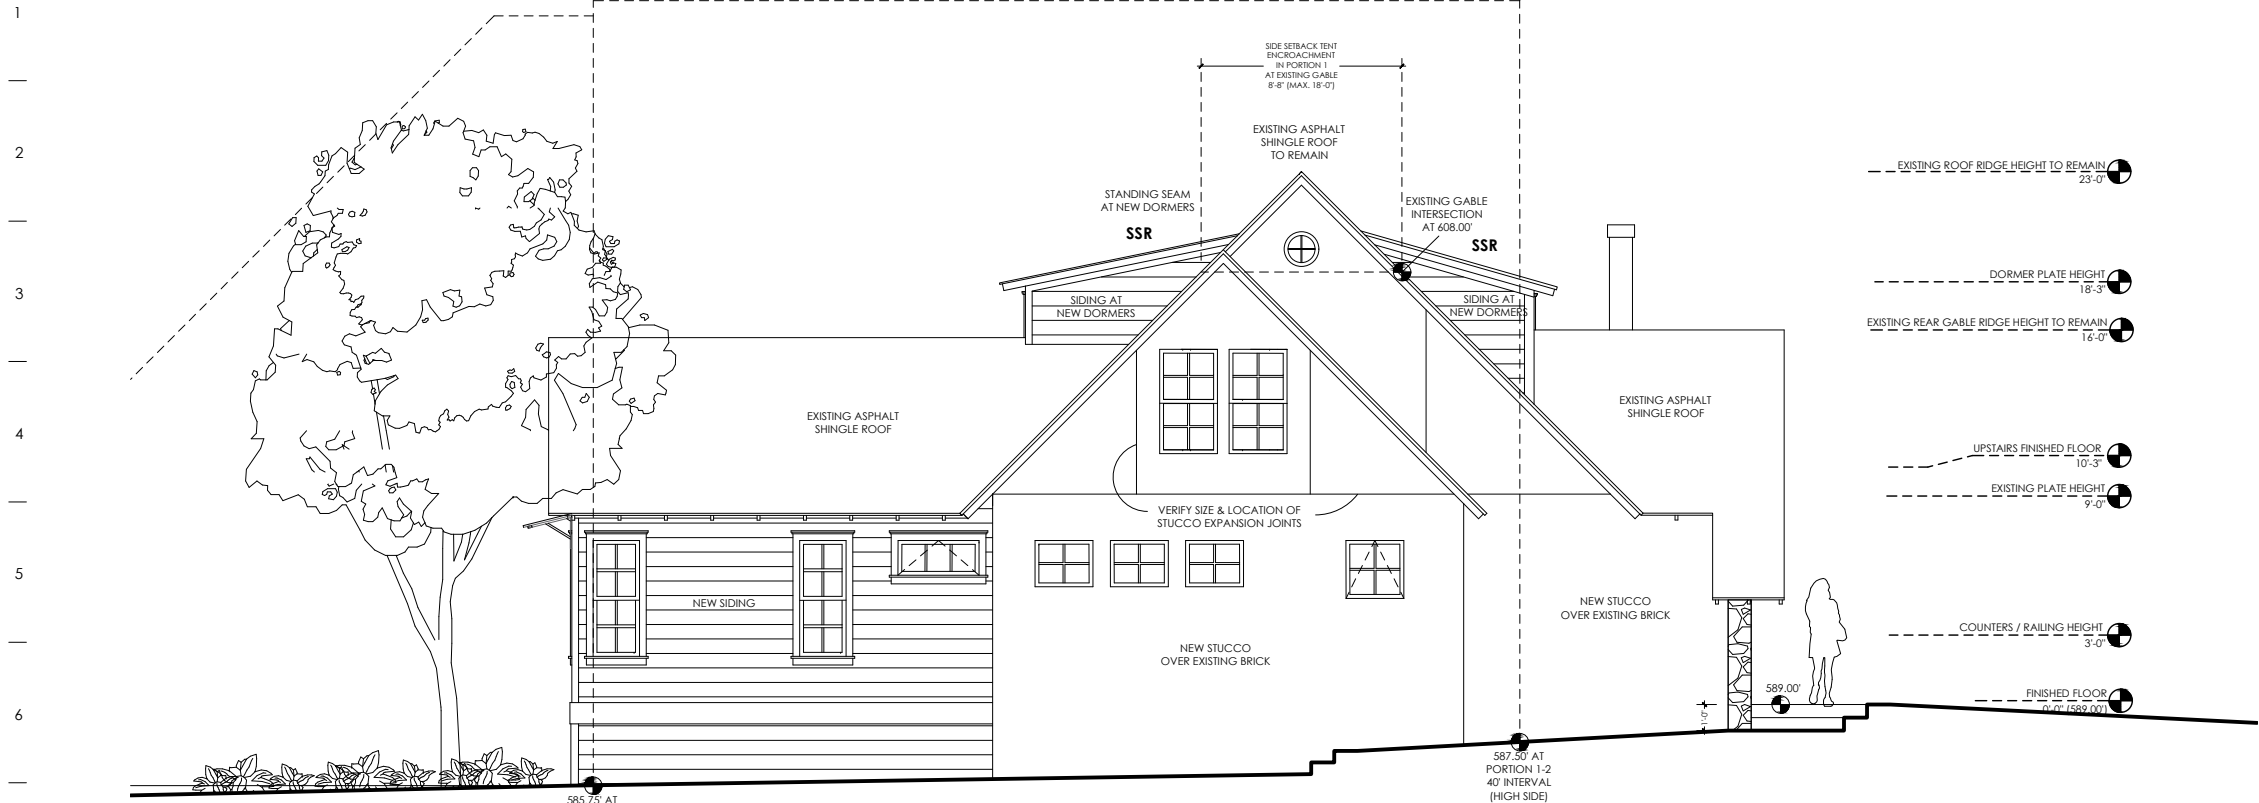 1
2
3
4
5
6
SIDE SETBACK TENT
ENCROACHMENT
IN PORTION 1
AT EXISTING GABLE
8'-8" (MAX. 18'-0")
EXISTING ASPHALT
SHINGLE ROOF
TO REMAIN
STANDING SEAM
AT NEW DORMERS
SSR
EXISTING GABLE
INTERSECTION
AT 608.00'
SSR
SIDING AT
NEW DORMERS
SIDING AT
NEW DORMERS
EXISTING ASPHALT
SHINGLE ROOF
EXISTING ASPHALT
SHINGLE ROOF
VERIFY SIZE & LOCATION OF
STUCCO EXPANSION JOINTS
NEW SIDING
NEW STUCCO
OVER EXISTING BRICK
NEW STUCCO
OVER EXISTING BRICK
589.00'
1'-0"
587.50' AT
PORTION 1-2
40' INTERVAL
(HIGH SIDE)
585.75' AT
EXISTING ROOF RIDGE HEIGHT TO REMAIN
23'-0"
DORMER PLATE HEIGHT
18'-3"
EXISTING REAR GABLE RIDGE HEIGHT TO REMAIN
16'-0"
UPSTAIRS FINISHED FLOOR
10'-3"
EXISTING PLATE HEIGHT
9'-0"
COUNTERS / RAILING HEIGHT
3'-0"
FINISHED FLOOR
0'-0" (589.00')